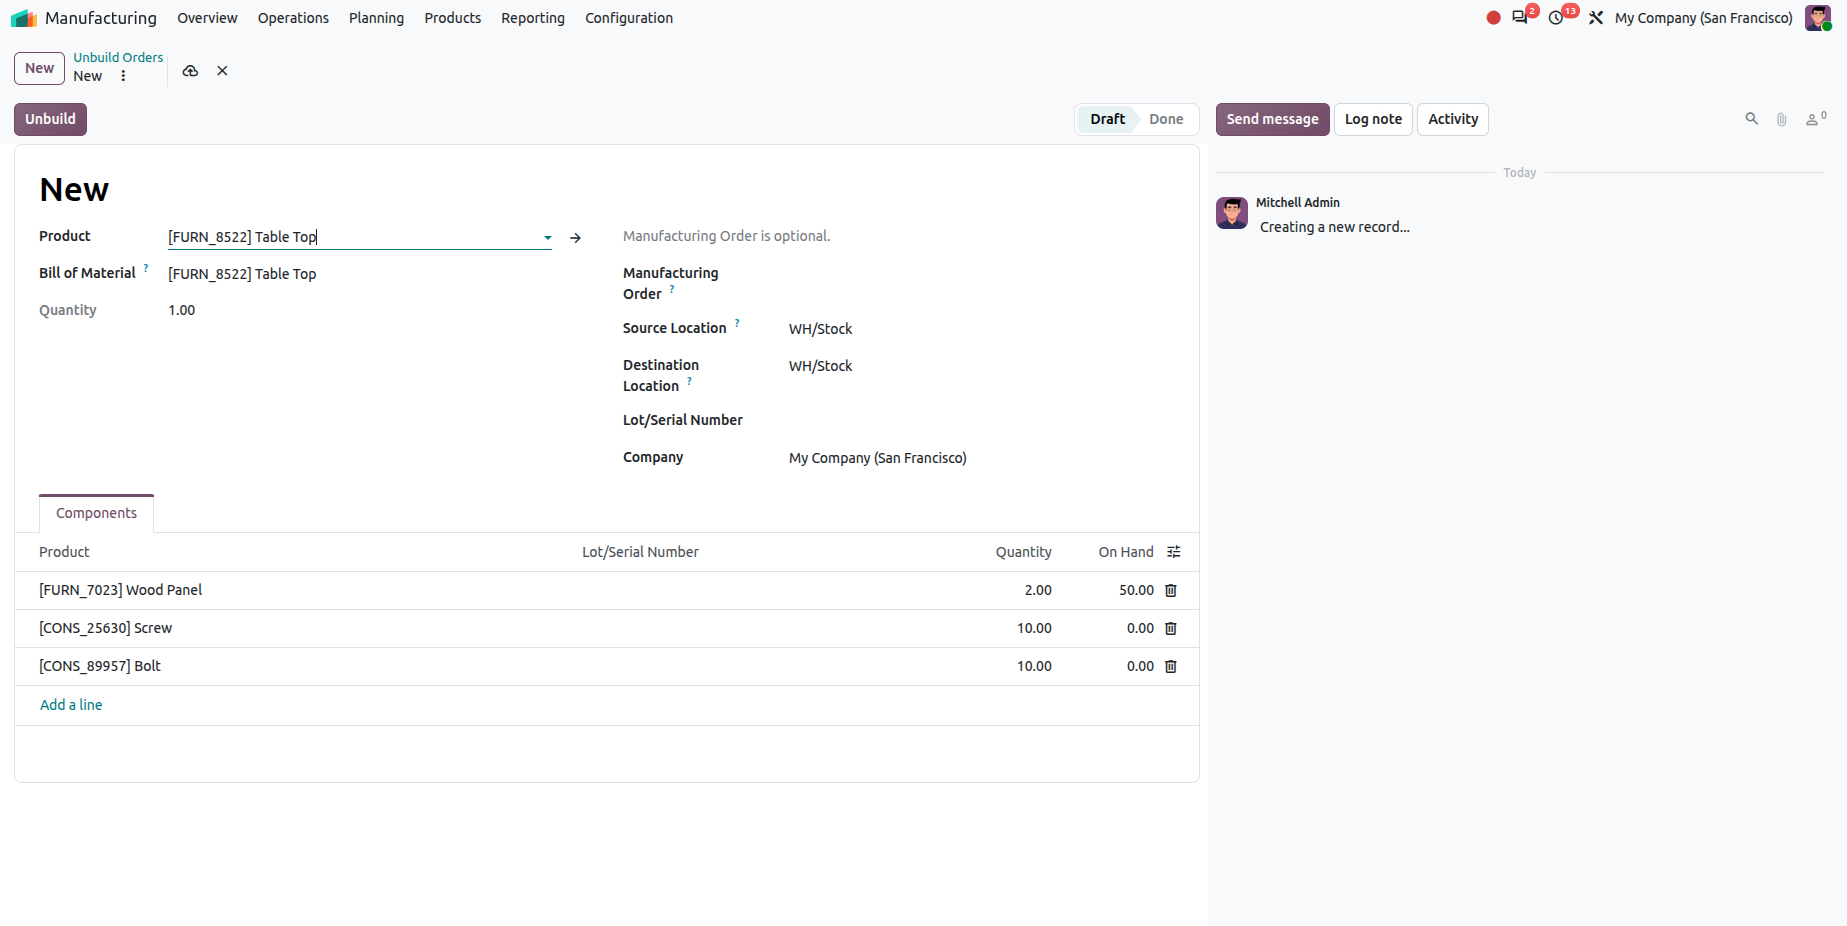 Manufacturing Overview Operations Planning Products Reporting Configuration 2 13 My Company (San Francisco)
New Unbuild Orders
New
Unbuild Draft Done Send message Log note Activity 0
Today
New
Mitchell Admin
Creating a new record...
Product [FURN_8522] Table Top Manufacturing Order is optional.
Bill of Material ? [FURN_8522] Table Top Manufacturing
Order ?
Quantity 1.00
Source Location ? WH/Stock
Destination
Location ? WH/Stock
Lot/Serial Number
Company My Company (San Francisco)
Components
Product Lot/Serial Number Quantity On Hand
[FURN_7023] Wood Panel 2.00 50.00
[CONS_25630] Screw 10.00 0.00
[CONS_89957] Bolt 10.00 0.00
Add a line